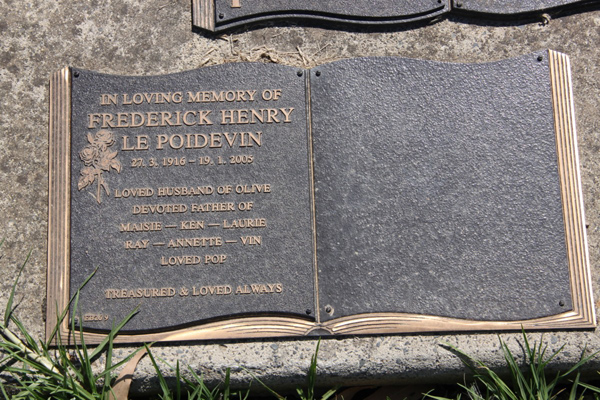 IN LOVING MEMORY OF
FREDERICK HENRY
LE POIDEVIN
27. 3. 1916 – 19. 1. 2005
LOVED HUSBAND OF OLIVE
DEVOTED FATHER OF
MAISIE — KEN — LAURIE
RAY — ANNETTE — VIN
LOVED POP
TREASURED & LOVED ALWAYS